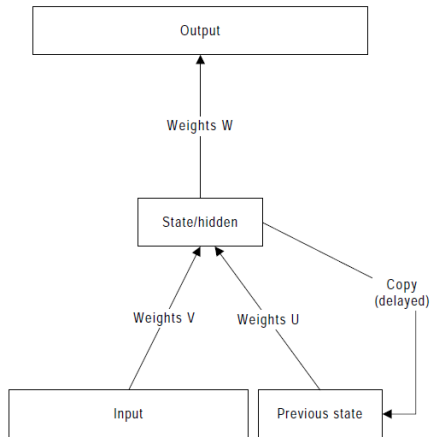 Output
Weights W
State/hidden
Copy
(delayed)
Weights V
Weights U
Input
Previous state